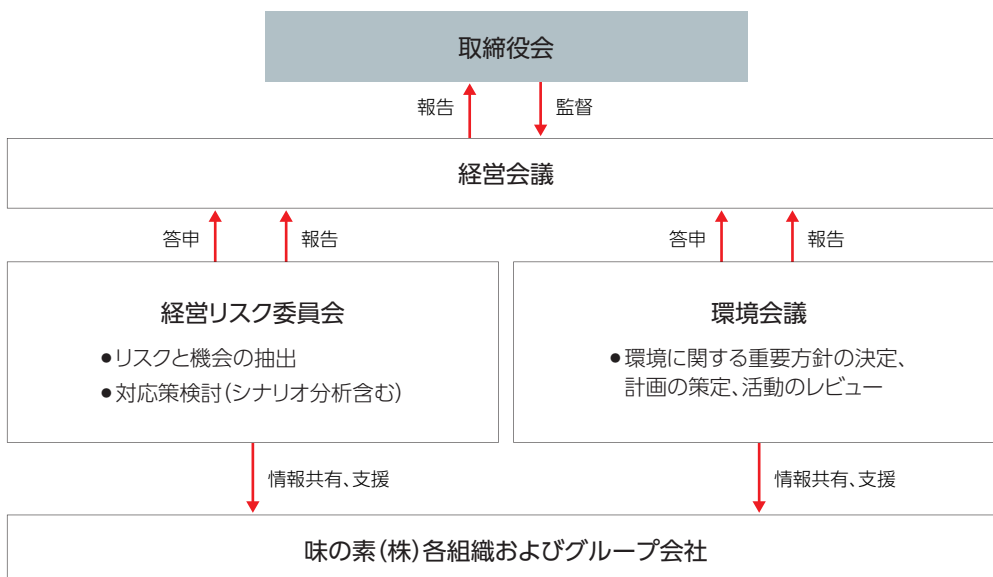 取締役会
報告
監督
経営会議
答申
報告
答申
報告
経営リスク委員会
●リスクと機会の抽出
●対応策検討（シナリオ分析含む）
環境会議
●環境に関する重要方針の決定、
計画の策定、活動のレビュー
情報共有、支援
情報共有、支援
味の素（株）各組織およびグループ会社